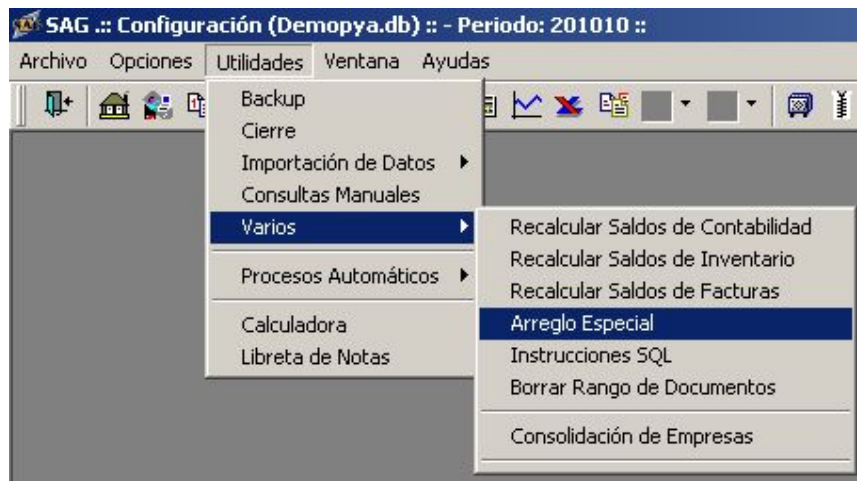 SAG .:: Configuración (Demopya.db) :: - Periodo: 201010 ::
Archivo Opciones Utilidades Ventana Ayudas
Backup
Cierre
Importación de Datos
Consultas Manuales
Varios
Procesos Automáticos
Calculadora
Libreta de Notas
Recalcular Saldos de Contabilidad
Recalcular Saldos de Inventario
Recalcular Saldos de Facturas
Arreglo Especial
Instrucciones SQL
Borrar Rango de Documentos
Consolidación de Empresas